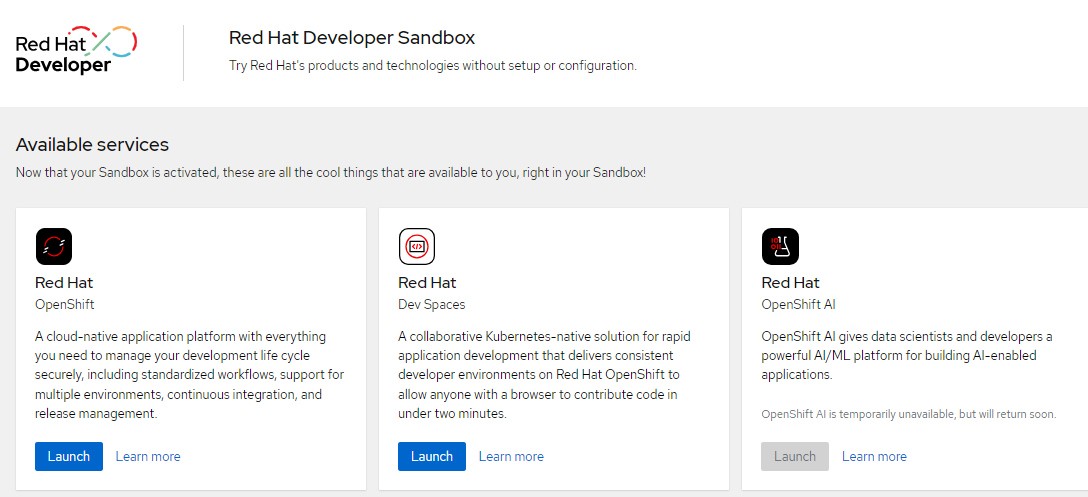 Red Hat
Developer
Red Hat Developer Sandbox
Try Red Hat's products and technologies without setup or configuration.
Available services
Now that your Sandbox is activated, these are all the cool things that are available to you, right in your Sandbox!
Red Hat
OpenShift
A cloud-native application platform with everything
you need to manage your development life cycle
securely, including standardized workflows, support for
multiple environments, continuous integration, and
release management.
Launch Learn more
Red Hat
Dev Spaces
A collaborative Kubernetes-native solution for rapid
application development that delivers consistent
developer environments on Red Hat OpenShift to
allow anyone with a browser to contribute code in
under two minutes.
Launch Learn more
Red Hat
OpenShift AI
OpenShift AI gives data scientists and developers a
powerful AI/ML platform for building AI-enabled
applications.
OpenShift AI is temporarily unavailable, but will return soon.
Launch Learn more